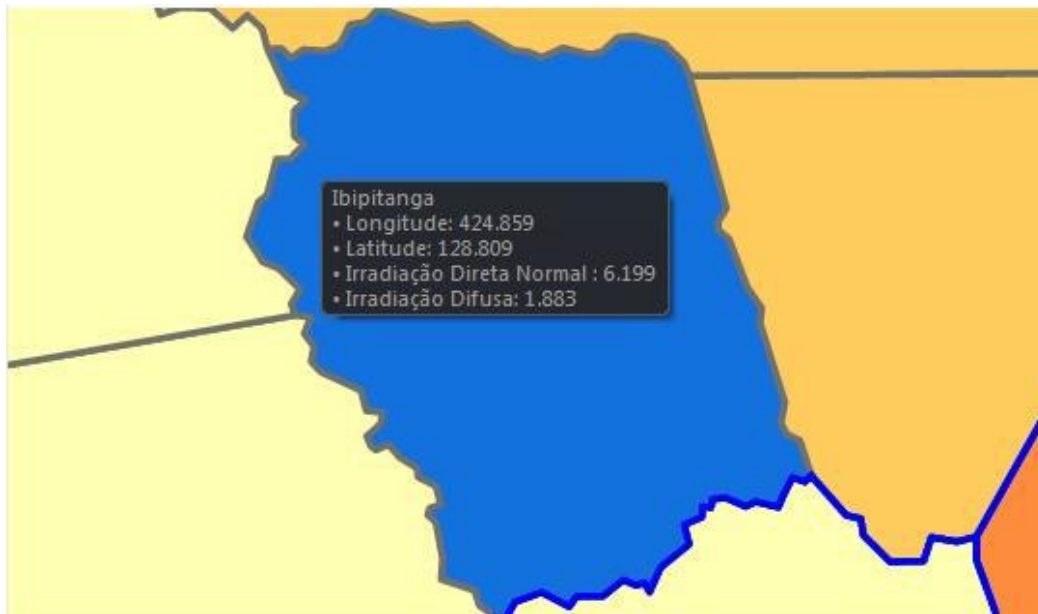 Ibipitanga
• Longitude: 424.859
• Latitude: 128.809
• Irradiação Direta Normal : 6.199
• Irradiação Difusa: 1.883